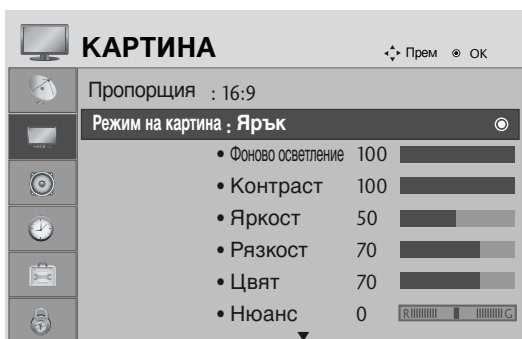 КАРТИНА
Прем ОК
Пропорция : 16:9
Режим на картина : Ярък
• Фоново осветление 100
• Контраст 100
• Яркост 50
• Рязкост 70
• Цвят 70
• Нюанс 0 R G